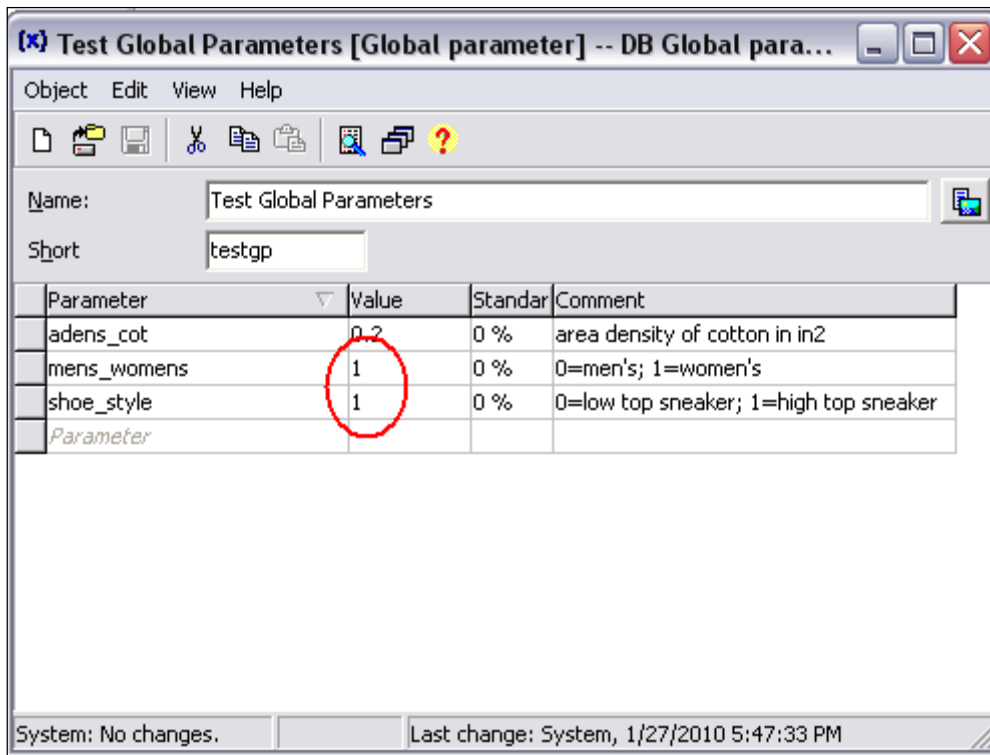 {x} Test Global Parameters [Global parameter] -- DB Global para...
Object Edit View Help
Name: Test Global Parameters
Short testgp
Parameter Value Standar Comment
adens_cot 0.2 0 % area density of cotton in in2
mens_womens 1 0 % 0=men's; 1=women's
shoe_style 1 0 % 0=low top sneaker; 1=high top sneaker
Parameter
System: No changes. Last change: System, 1/27/2010 5:47:33 PM